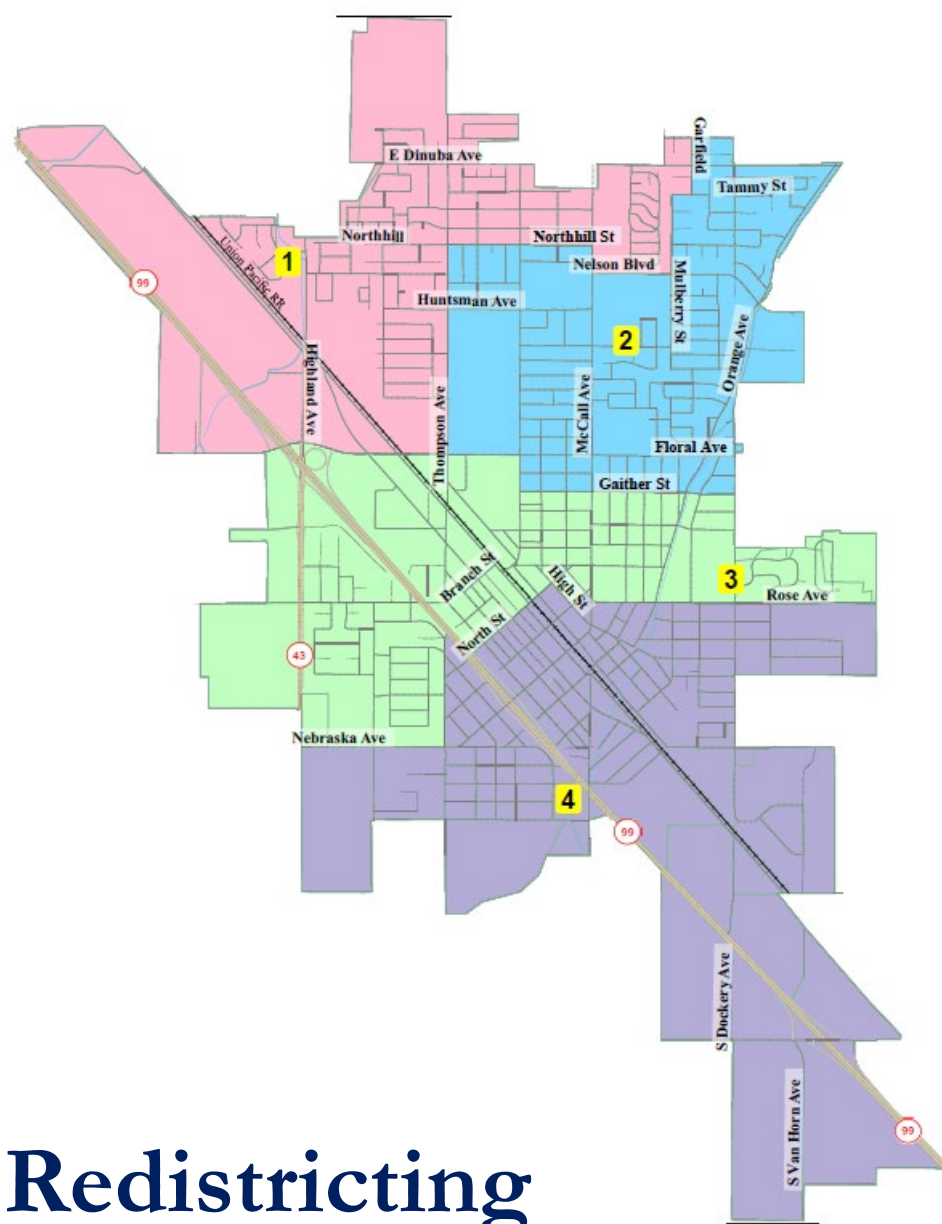 Garfield
E Dinuba Ave
Tammy St
Northhill
Northhill St
Union Pacific RR
1
Nelson Blvd
99
Huntsman Ave
Mulberry St
2
Orange Ave
Highland Ave
Thompson Ave
McCall Ave
Floral Ave
Gaither St
Branch St
High St
3
Rose Ave
North St
43
Nebraska Ave
4
99
S Dockery Ave
S Van Horn Ave
99
Redistricting